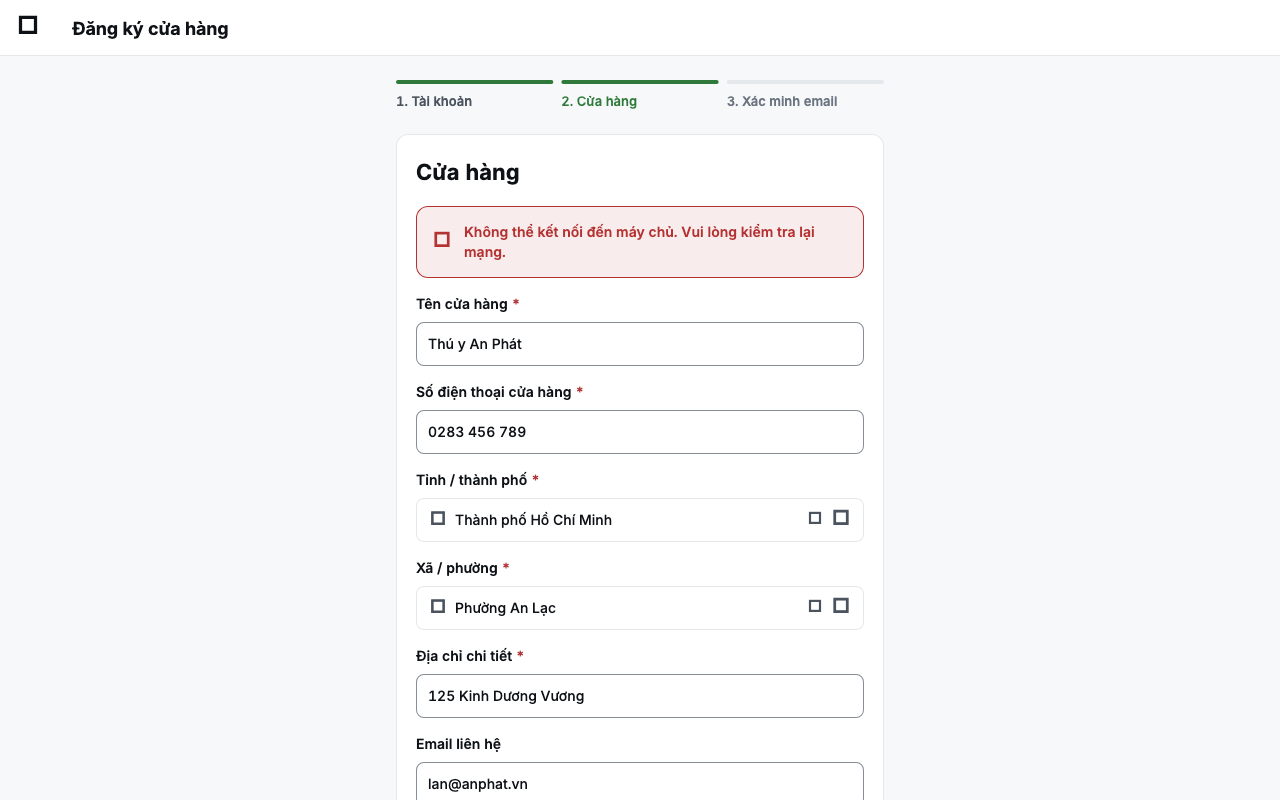 Đăng ký cửa hàng
1. Tài khoản
2. Cửa hàng
3. Xác minh email
Cửa hàng
Không thể kết nối đến máy chủ. Vui lòng kiểm tra lại
mạng.
Tên cửa hàng *
Thú y An Phát
Số điện thoại cửa hàng *
0283 456 789
Tỉnh / thành phố *
Thành phố Hồ Chí Minh
Xã / phường *
Phường An Lạc
Địa chỉ chi tiết *
125 Kinh Dương Vương
Email liên hệ
lan@anphat.vn